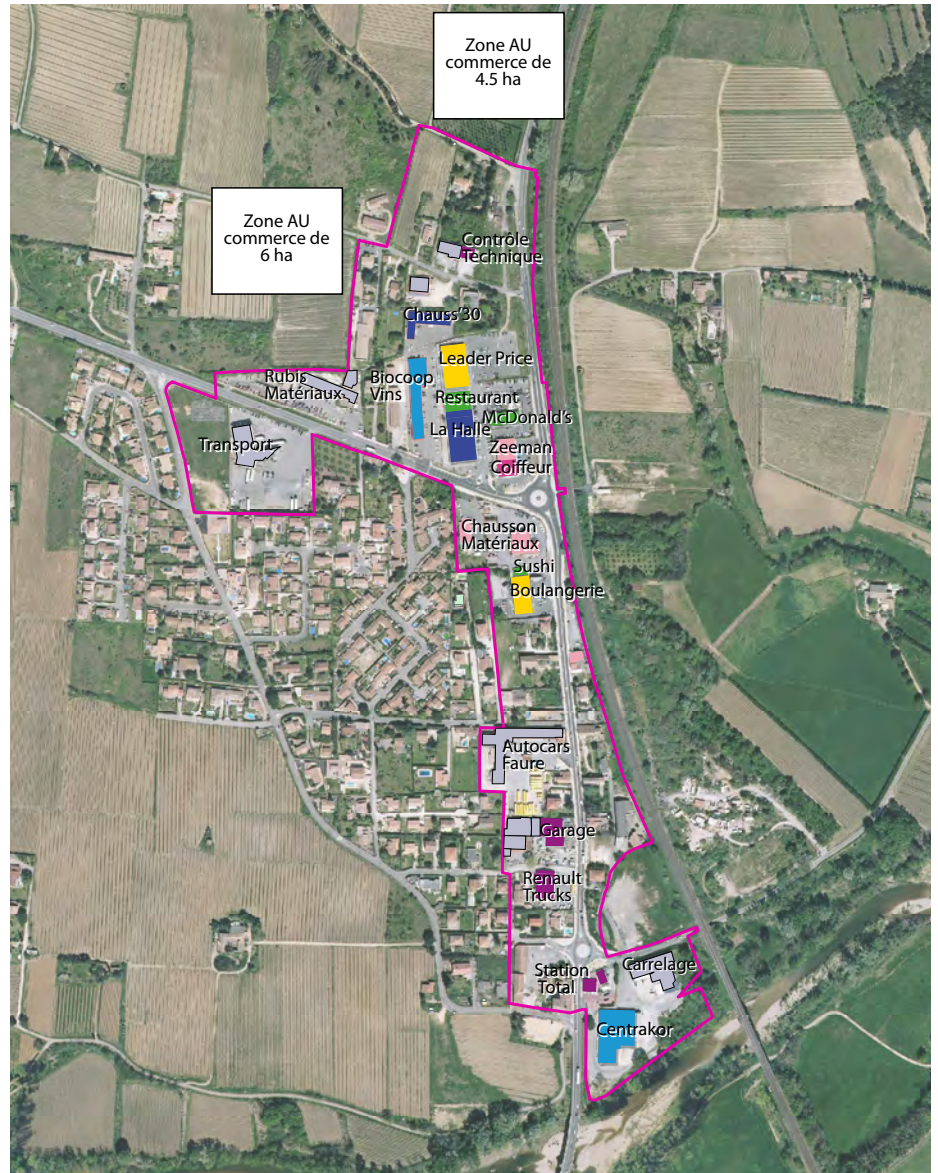 Zone AU
commerce de
4.5 ha
Zone AU
commerce de
6 ha
Contrôle
Technique
Chauss'30
Leader Price
Rubis
Matériaux
Biocoop
Vins
Restaurant
McDonald's
La Halle
Transport
Zeeman
Coiffeur
Chausson
Matériaux
Sushi
Boulangerie
Autocars
Faure
Garage
Renault
Trucks
Station
Total
Carrelage
Centrakor